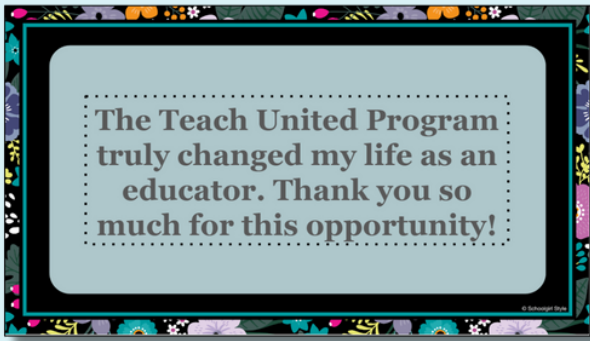 The Teach United Program
truly changed my life as an
educator. Thank you so
much for this opportunity!
© Schoolgirl Style